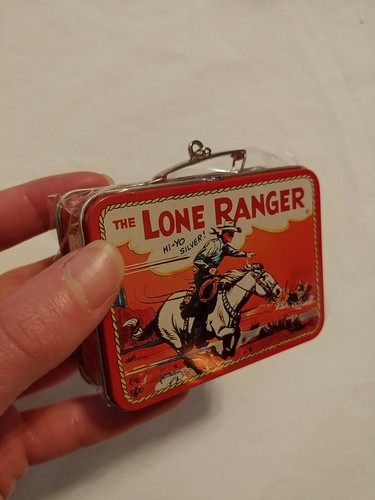 THE LONE RANGER
HI-YO
SILVER!